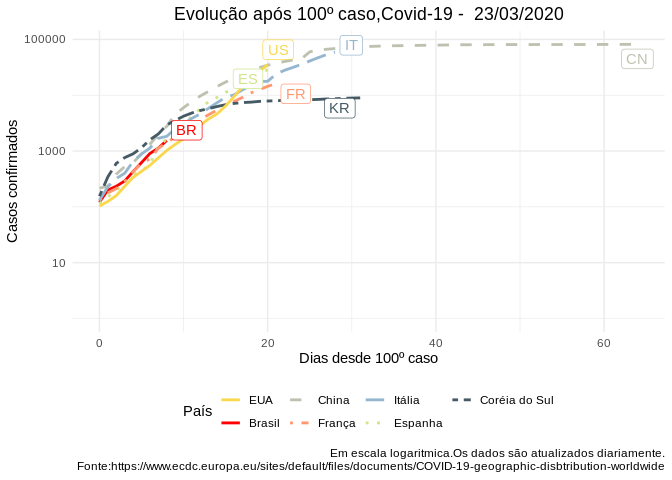 Evolução após 100º caso,Covid-19 -  23/03/2020
Casos confirmados
100000
1000
10
US
IT
CN
ES
FR
KR
BR
0
20
40
60
Dias desde 100º caso
País
EUA
China
Itália
Coréia do Sul
Brasil
França
Espanha
Em escala logaritmica.Os dados são atualizados diariamente.
Fonte:https://www.ecdc.europa.eu/sites/default/files/documents/COVID-19-geographic-disbtribution-worldwide